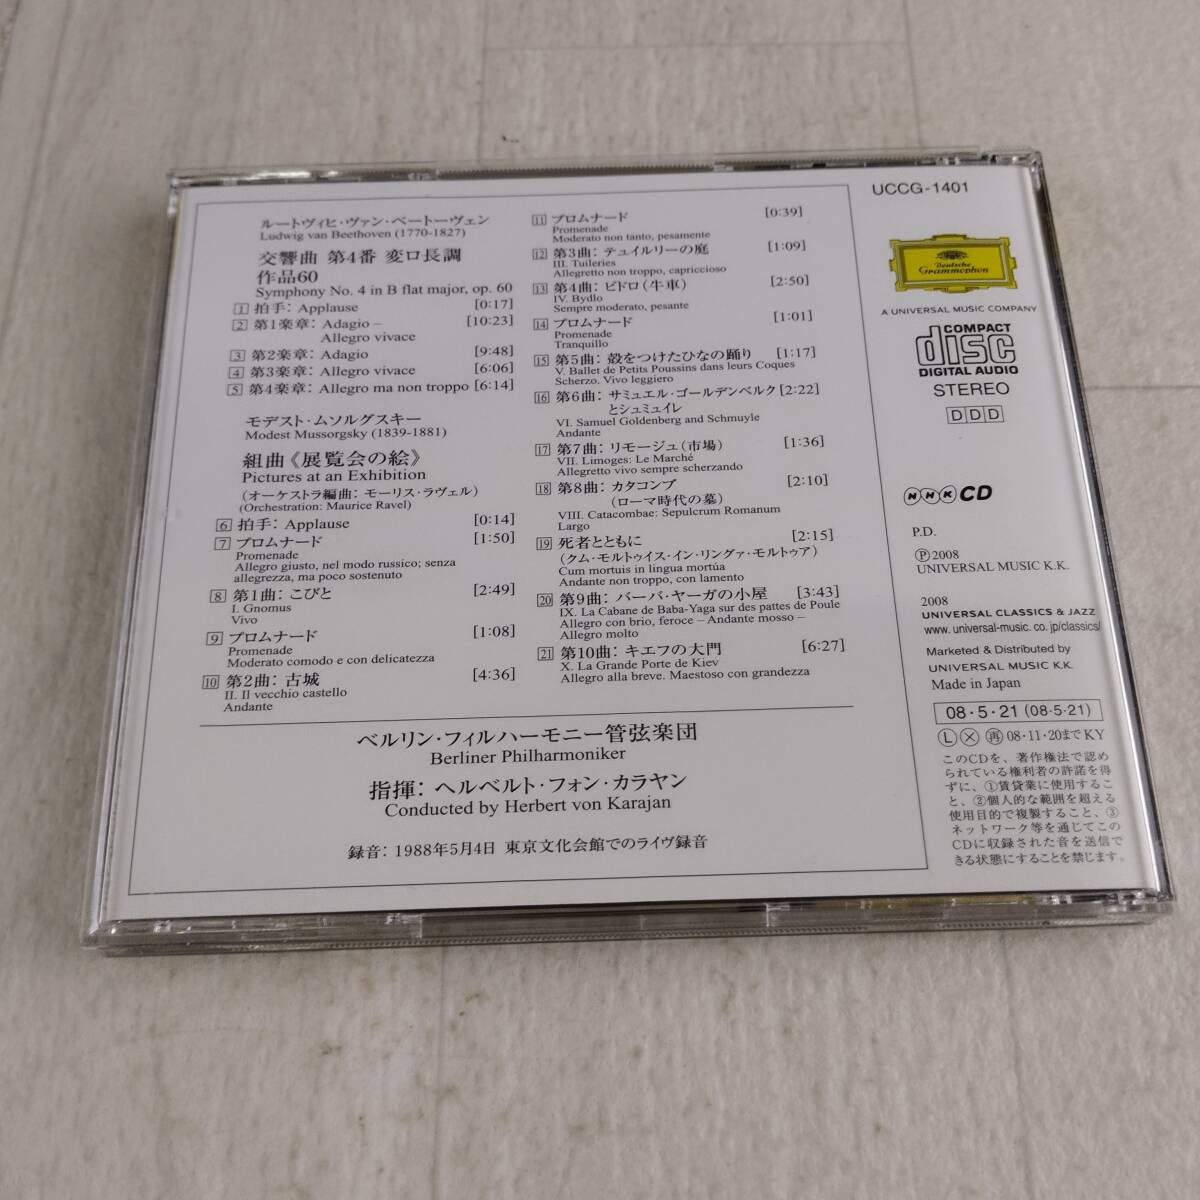 ルートヴィヒ・ヴァン・ベートーヴェン
Ludwig van Beethoven (1770-1827)
交響曲 第4番 変ロ長調
作品60
Symphony No. 4 in B flat major, op. 60
1 拍手: Applause [0:17]
2 第1楽章: Adagio – [10:23]
Allegro vivace
3 第2楽章: Adagio [9:48]
4 第3楽章: Allegro vivace [6:06]
5 第4楽章: Allegro ma non troppo [6:14]
モデスト・ムソルグスキー
Modest Mussorgsky (1839-1881)
組曲《展覧会の絵》
Pictures at an Exhibition
(オーケストラ編曲: モーリス・ラヴェル)
(Orchestration: Maurice Ravel)
6 拍手: Applause [0:14]
7 プロムナード [1:50]
Promenade
Allegro giusto, nel modo russico; senza
allegrezza, ma poco sostenuto
8 第1曲: こびと [2:49]
I. Gnomus
Vivo
9 プロムナード [1:08]
Promenade
Moderato comodo e con delicatezza
10 第2曲: 古城 [4:36]
II. Il vecchio castello
Andante
11 プロムナード [0:39]
Promenade
Moderato non tanto, pesamente
12 第3曲: テュイルリーの庭 [1:09]
III. Tuileries
Allegretto non troppo, capriccioso
13 第4曲: ビドロ(牛車) [2:50]
IV. Bydlo
Sempre moderato, pesante
14 プロムナード [1:01]
Promenade
Tranquillo
15 第5曲: 殻をつけたひなの踊り [1:17]
V. Ballet de Petits Poussins dans leurs Coques
Scherzo. Vivo leggiero
16 第6曲: サミュエル・ゴールデンベルク [2:22]
とシュミュイレ
VI. Samuel Goldenberg and Schmuyle
Andante
17 第7曲: リモージュ(市場) [1:36]
VII. Limoges: Le Marché
Allegretto vivo sempre scherzando
18 第8曲: カタコンブ [2:10]
(ローマ時代の墓)
VIII. Catacombae: Sepulcrum Romanum
Largo
19 死者とともに [2:15]
(クム・モルトゥイス・イン・リングァ・モルトゥア)
Cum mortuis in lingua mortúa
Andante non troppo, con lamento
20 第9曲: バーバ・ヤーガの小屋 [3:43]
IX. La Cabane de Baba-Yaga sur des pattes de Poule
Allegro con brio, feroce – Andante mosso –
Allegro molto
21 第10曲: キエフの大門 [6:27]
X. La Grande Porte de Kiev
Allegro alla breve. Maestoso con grandezza
ベルリン・フィルハーモニー管弦楽団
Berliner Philharmoniker
指揮: ヘルベルト・フォン・カラヤン
Conducted by Herbert von Karajan
録音: 1988年5月4日 東京文化会館でのライヴ録音
UCCG-1401
Deutsche
Grammophon
A UNIVERSAL MUSIC COMPANY
COMPACT
disc
DIGITAL AUDIO
STEREO
DDD
NHK CD
P.D.
Ⓟ2008
UNIVERSAL MUSIC K.K.
2008
UNIVERSAL CLASSICS & JAZZ
www.universal-music.co.jp/classics/
Marketed & Distributed by
UNIVERSAL MUSIC K.K.
Made in Japan
08・5・21 (08・5・21)
Ⓛ Ⓧ 再 08・11・20まで KY
このCDを、著作権法で認め
られている権利者の許諾を得
ずに、①賃貸業に使用するこ
と、②個人的な範囲を超える
使用目的で複製すること、③
ネットワーク等を通じてこの
CDに収録された音を送信で
きる状態にすることを禁じます。